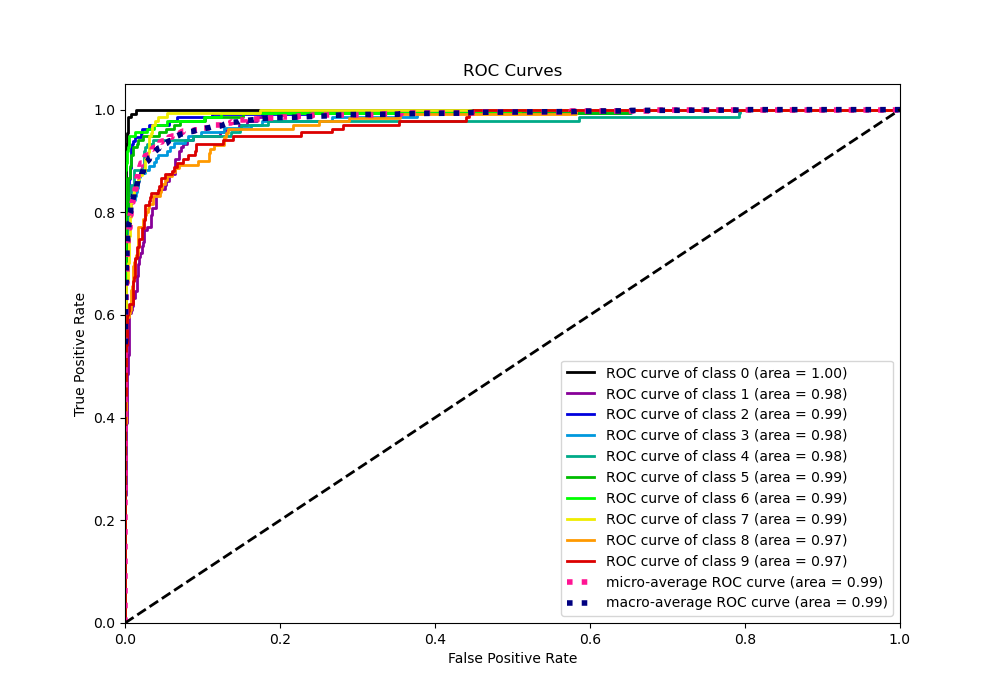 ROC Curves
True Positive Rate
1.0
0.8
0.6
0.4
0.2
0.0
ROC curve of class 0 (area = 1.00)
ROC curve of class 1 (area = 0.98)
ROC curve of class 2 (area = 0.99)
ROC curve of class 3 (area = 0.98)
ROC curve of class 4 (area = 0.98)
ROC curve of class 5 (area = 0.99)
ROC curve of class 6 (area = 0.99)
ROC curve of class 7 (area = 0.99)
ROC curve of class 8 (area = 0.97)
ROC curve of class 9 (area = 0.97)
micro-average ROC curve (area = 0.99)
macro-average ROC curve (area = 0.99)
0.0 0.2 0.4 0.6 0.8 1.0
False Positive Rate